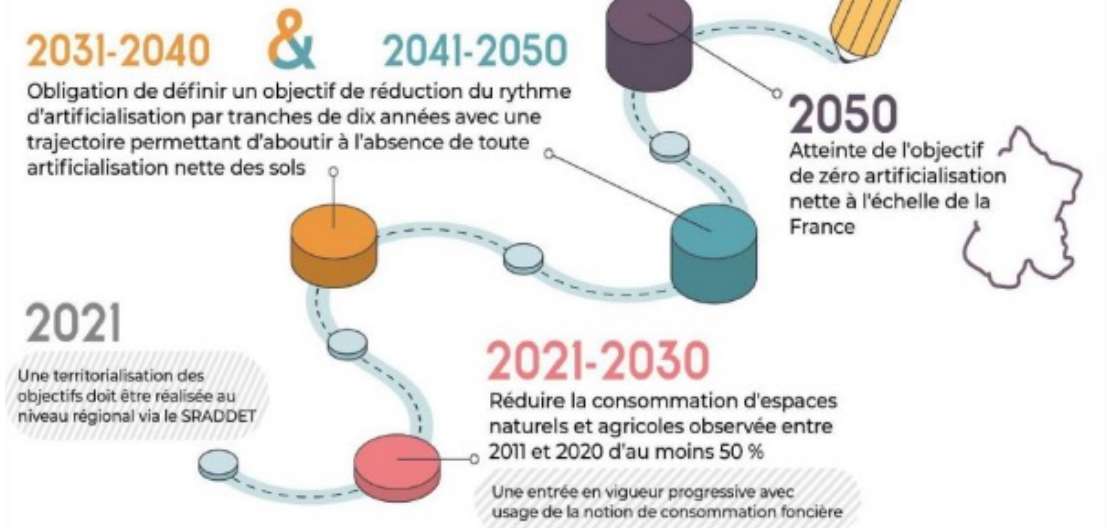 2031-2040 & 2041-2050
Obligation de définir un objectif de réduction du rythme
d'artificialisation par tranches de dix années avec une
trajectoire permettant d'aboutir à l'absence de toute
artificialisation nette des sols
2050
Atteinte de l'objectif
de zéro artificialisation
nette à l'échelle de la
France
2021
Une territorialisation des
objectifs doit être réalisée au
niveau régional via le SRADDET
2021-2030
Réduire la consommation d'espaces
naturels et agricoles observée entre
2011 et 2020 d'au moins 50 %
Une entrée en vigueur progressive avec
usage de la notion de consommation foncière